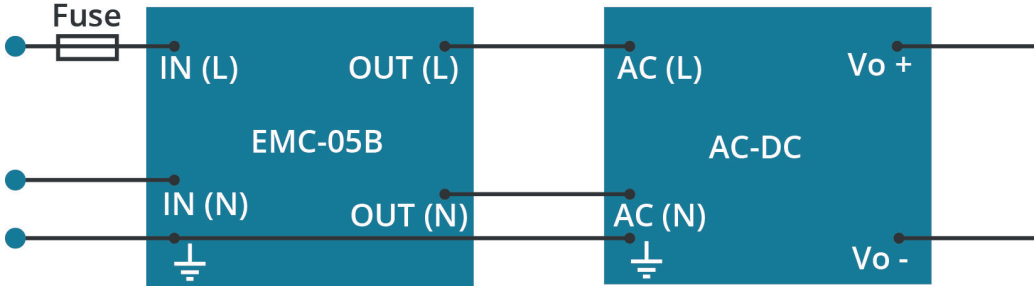 Fuse
IN (L)
OUT (L)
AC (L)
Vo +
EMC-05B
AC-DC
IN (N)
OUT (N)
AC (N)
Vo -